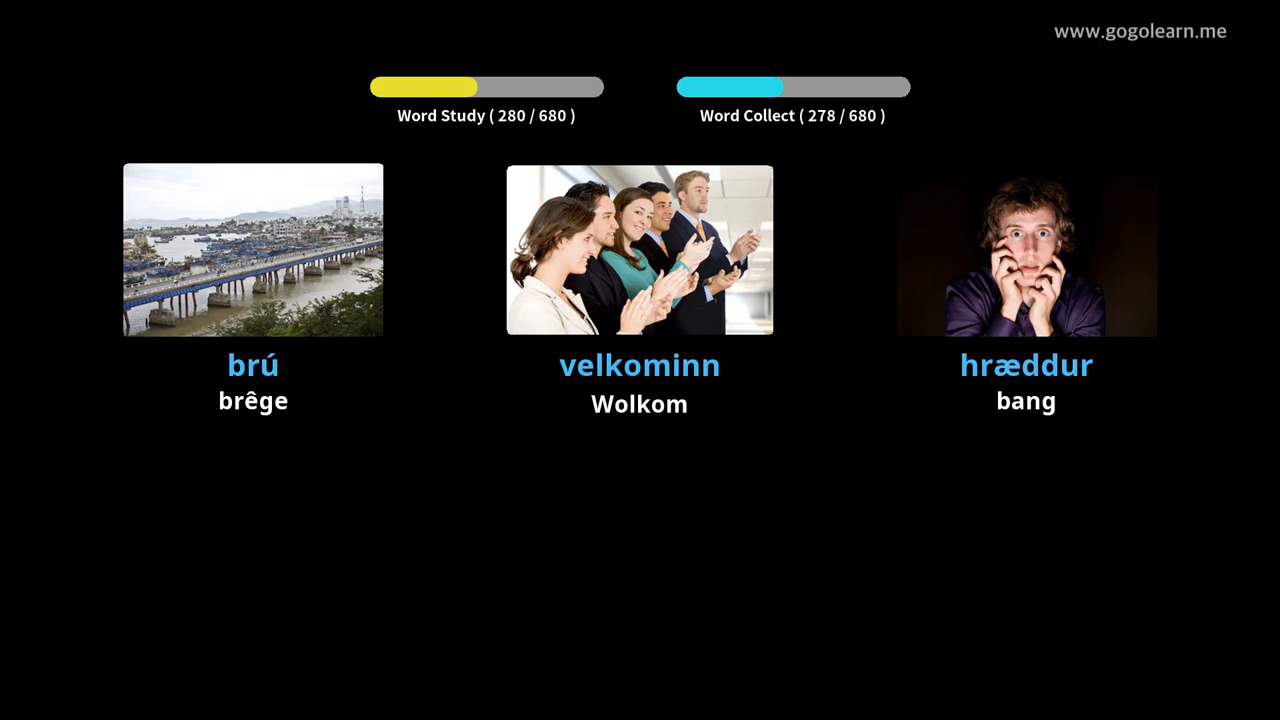 www.gogolearn.me
Word Study ( 280 / 680 )
Word Collect ( 278 / 680 )
brú
velkominn
hræddur
brêge
Wolkom
bang